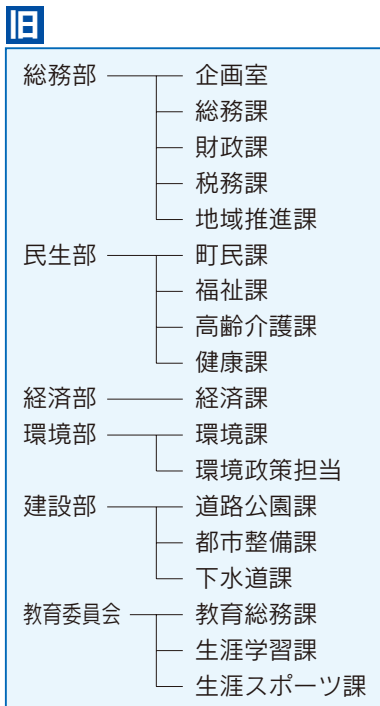 旧
総務部 企画室
総務課
財政課
税務課
地域推進課
民生部 町民課
福祉課
高齢介護課
健康課
経済部 経済課
環境部 環境課
環境政策担当
建設部 道路公園課
都市整備課
下水道課
教育委員会 教育総務課
生涯学習課
生涯スポーツ課